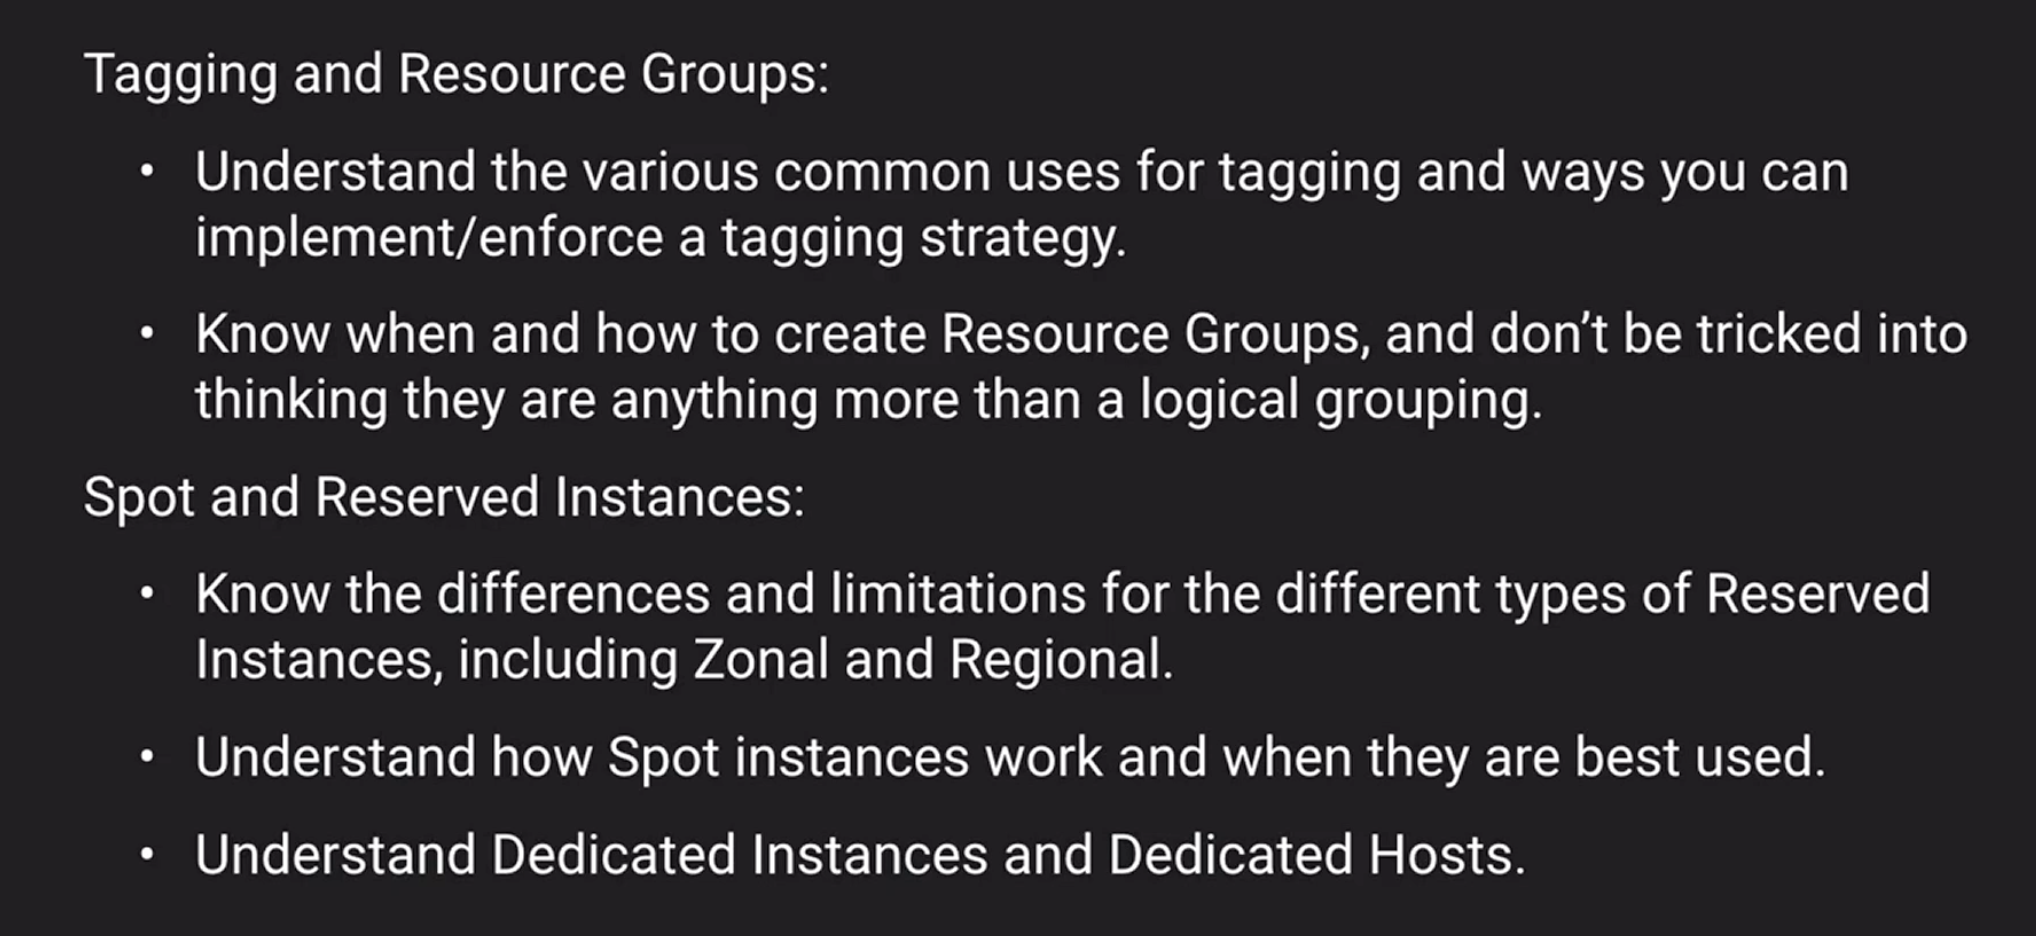 Tagging and Resource Groups:
• Understand the various common uses for tagging and ways you can
implement/enforce a tagging strategy.
• Know when and how to create Resource Groups, and don’t be tricked into
thinking they are anything more than a logical grouping.
Spot and Reserved Instances:
• Know the differences and limitations for the different types of Reserved
Instances, including Zonal and Regional.
• Understand how Spot instances work and when they are best used.
• Understand Dedicated Instances and Dedicated Hosts.